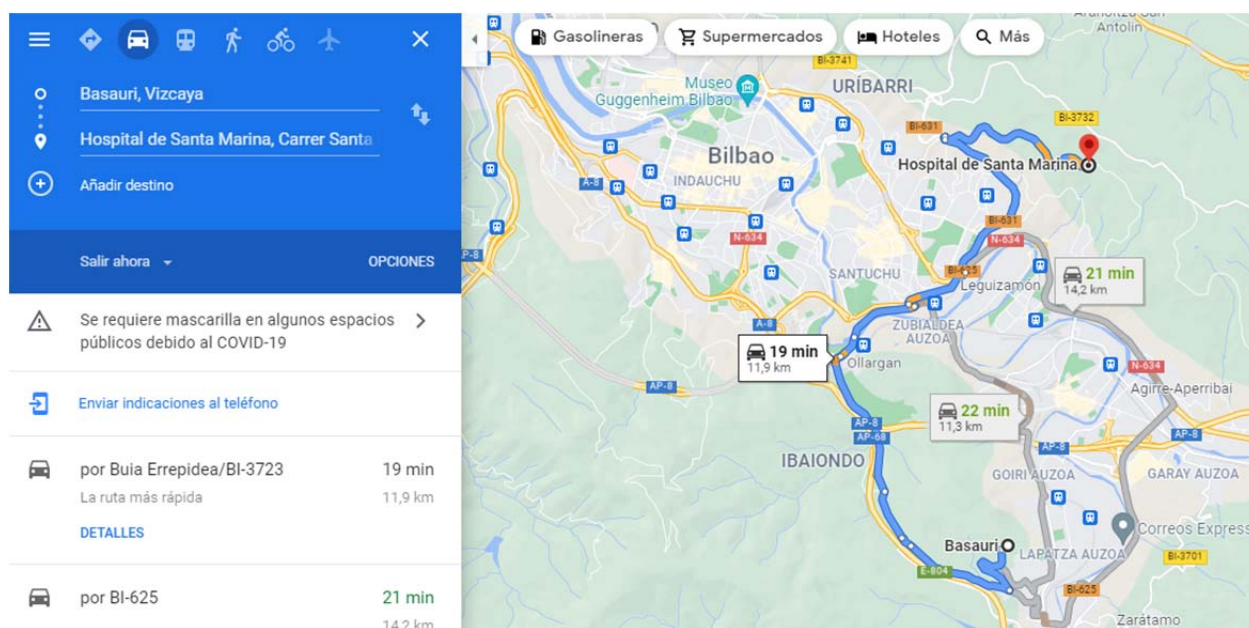 Basauri, Vizcaya
Hospital de Santa Marina, Carrer Santa
Añadir destino
Salir ahora
OPCIONES
Se requiere mascarilla en algunos espacios
públicos debido al COVID-19
Enviar indicaciones al teléfono
por Buia Errepidea/BI-3723
19 min
La ruta más rápida
11,9 km
DETALLES
por BI-625
21 min
14,2 km
Gasolineras
Supermercados
Hoteles
Más
Antolin
BI-3741
Museo
Guggenheim Bilbao
URÍBARRI
BI-3732
BI-631
Bilbao
Hospital de Santa Marina
INDAUCHU
A-8
BI-631
N-634
N-634
P-8
SANTUCHU
BI-625
Leguizamón
21 min
14,2 km
A-8
ZUBIALDEA
AUZOA
19 min
11,9 km
Ollargan
N-634
AP-8
Agirre-Aperribai
22 min
11,3 km
AP-8
AP-68
AP-8
IBAIONDO
GOIRI AUZOA
GARAY AUZOA
Correos Express
Basauri
LAPATZA AUZOA
BI-3701
E-804
BI-625
Zarátamo